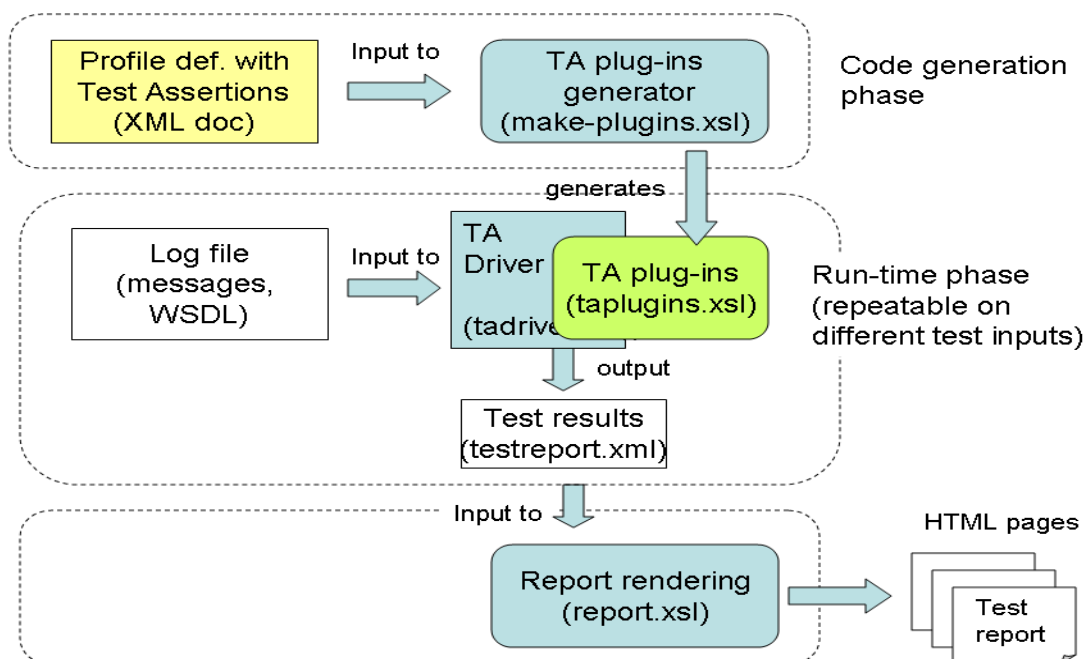 Profile def. with
Test Assertions
(XML doc)
Input to
TA plug-ins
generator
(make-plugins.xsl)
Code generation
phase
generates
Log file
(messages,
WSDL)
Input to
TA
Driver
(tadrive
TA plug-ins
(taplugins.xsl)
Run-time phase
(repeatable on
different test inputs)
output
Test results
(testreport.xml)
Input to
Report rendering
(report.xsl)
HTML pages
Test
report